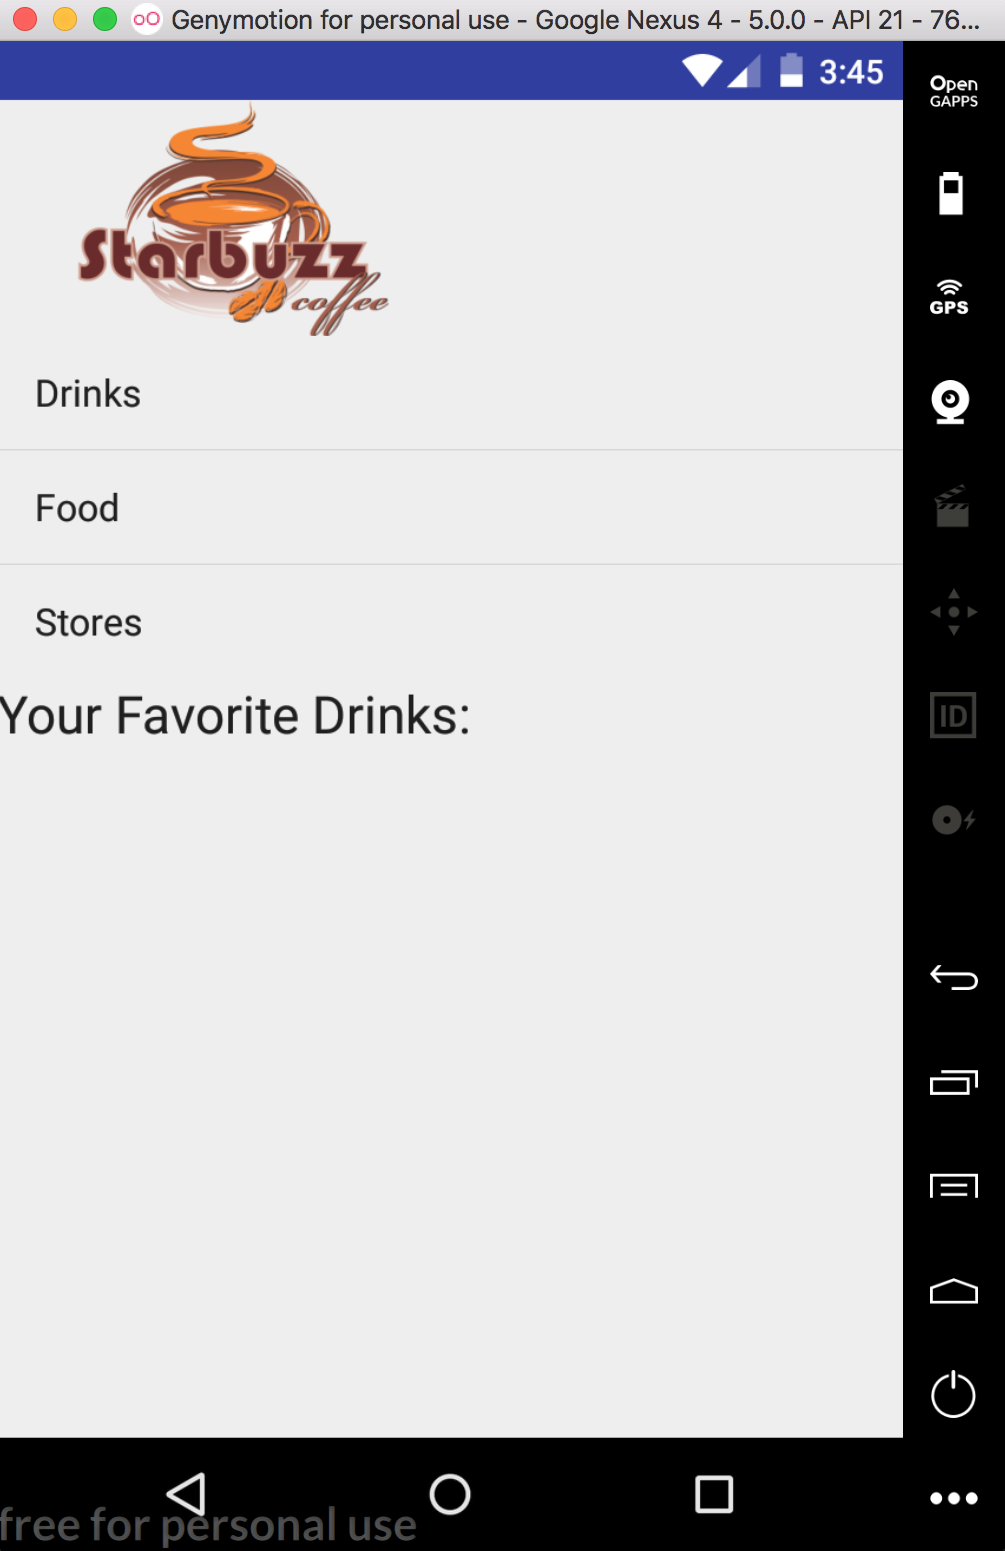 Genymotion for personal use - Google Nexus 4 - 5.0.0 - API 21 - 76...
3:45
Open
GAPPS
Starbuzz
coffee
GPS
Drinks
Food
Stores
ID
Your Favorite Drinks:
free for personal use